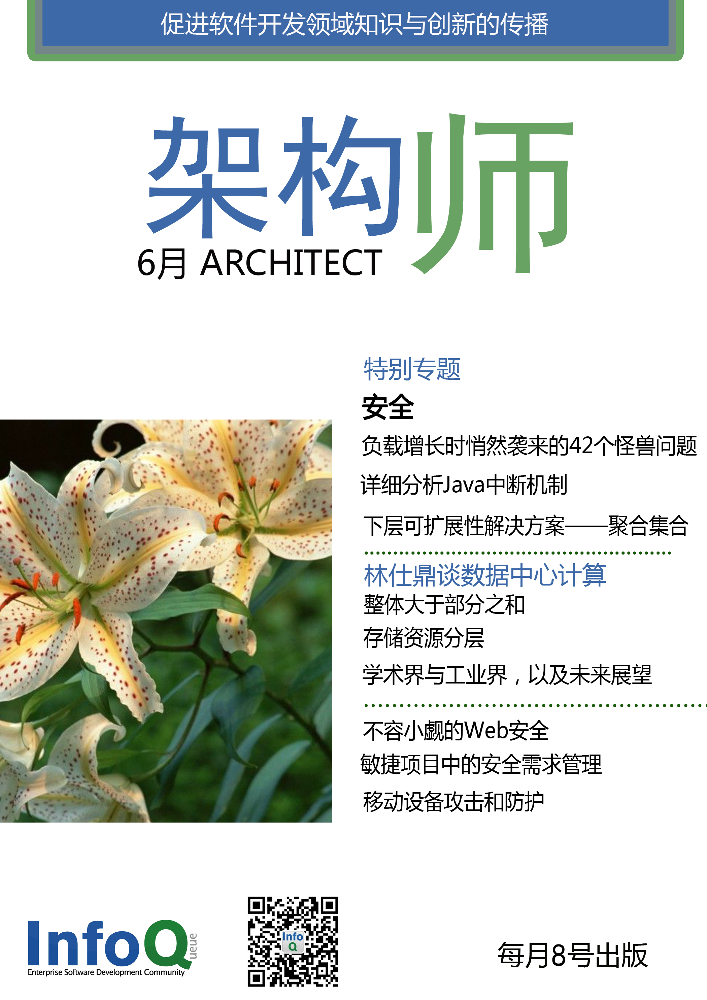 促进软件开发领域知识与创新的传播
架构师
6月 ARCHITECT
特别专题
安全
负载增长时悄然袭来的42个怪兽问题
详细分析Java中断机制
下层可扩展性解决方案——聚合集合
林仕鼎谈数据中心计算
整体大于部分之和
存储资源分层
学术界与工业界，以及未来展望
不容小觑的Web安全
敏捷项目中的安全需求管理
移动设备攻击和防护
InfoQueue
Enterprise Software Development Community
Info
Q
每月8号出版